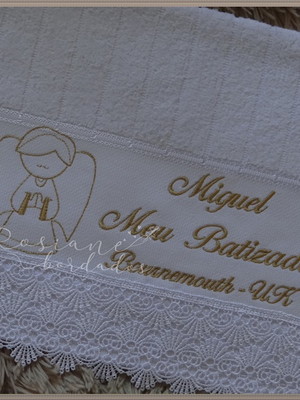 Miguel
Meu Batizad
Bournemouth - UK
Rosiane
bordad